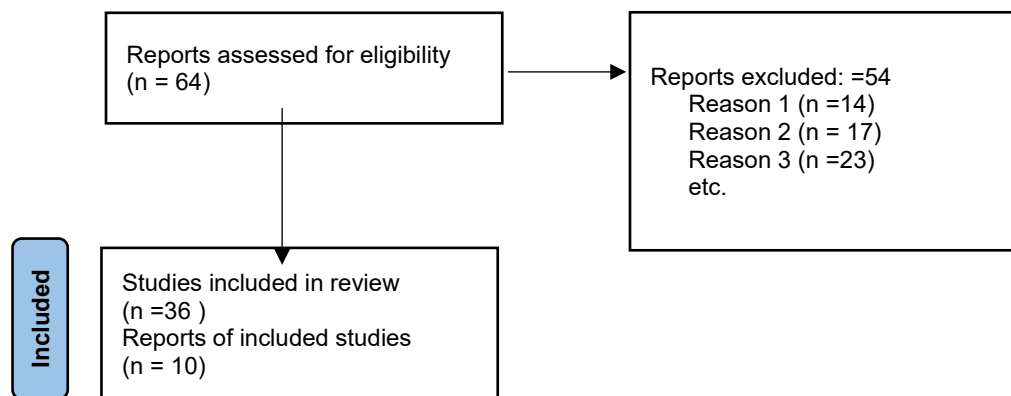 Reports assessed for eligibility
(n = 64)
Reports excluded: =54
Reason 1 (n =14)
Reason 2 (n = 17)
Reason 3 (n =23)
etc.
Included
Studies included in review
(n =36 )
Reports of included studies
(n = 10)